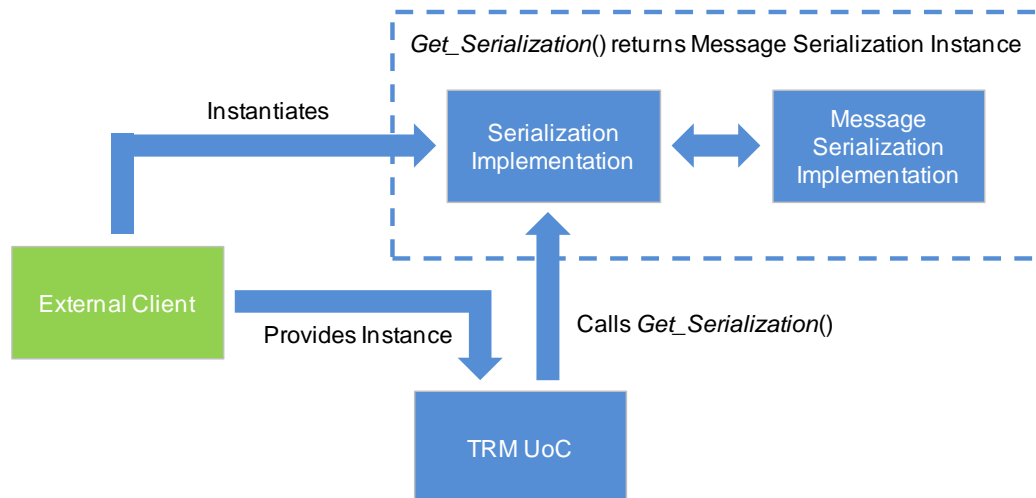 Get_Serialization() returns Message Serialization Instance
Instantiates
Serialization
Implementation
Message
Serialization
Implementation
External Client
Provides Instance
Calls Get_Serialization()
TRM UoC